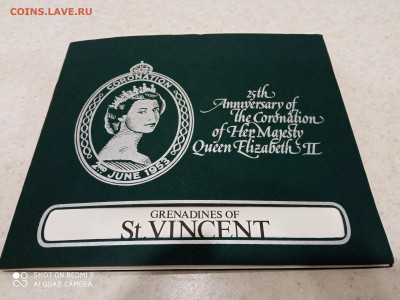 COINS.LAVE.RU
CORONATION
2ND JUNE 1953
25th
Anniversary of
the Coronation
of Her Majesty
Queen Elizabeth II
GRENADINES OF
St. VINCENT
SHOT ON REDMI 9
AI QUAD CAMERA